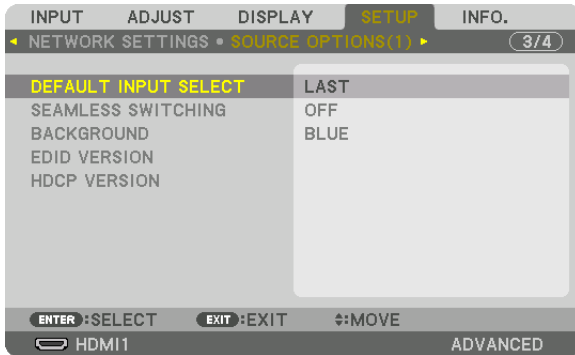 INPUT ADJUST DISPLAY SETUP INFO.
NETWORK SETTINGS • SOURCE OPTIONS(1) 3/4
DEFAULT INPUT SELECT LAST
SEAMLESS SWITCHING OFF
BACKGROUND BLUE
EDID VERSION
HDCP VERSION
ENTER :SELECT EXIT :EXIT :MOVE
HDMI1 ADVANCED